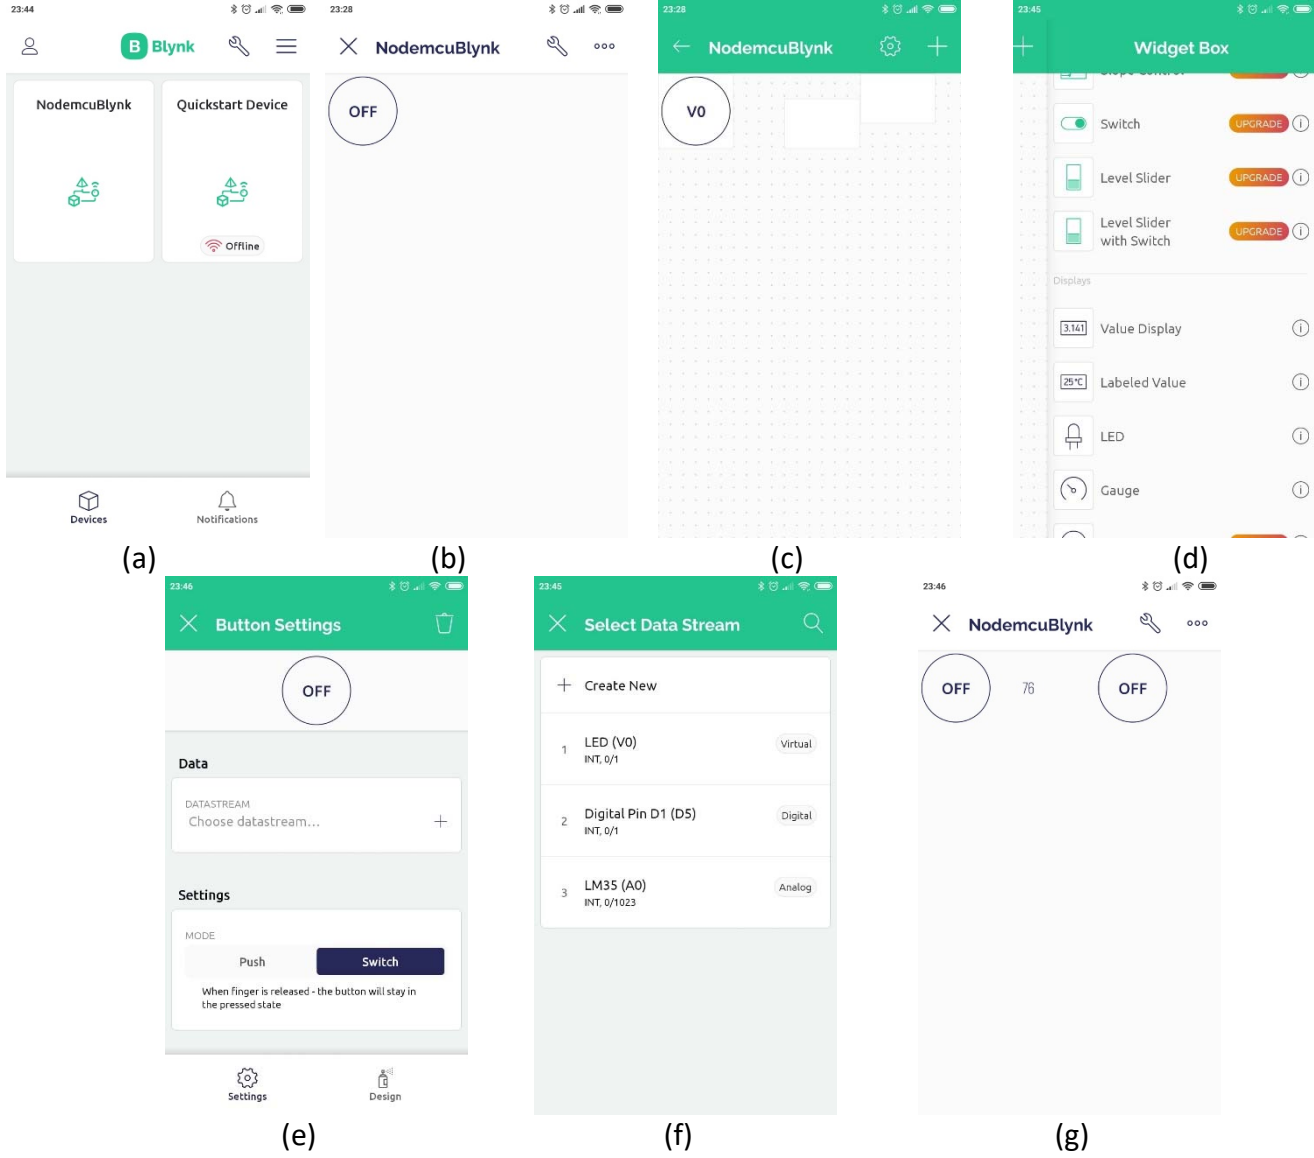 23:44
B Blynk
NodemcuBlynk
Quickstart Device
Offline
Devices
Notifications
(a)
23:28
NodemcuBlynk
OFF
(b)
23:28
NodemcuBlynk
V0
(c)
23:45
Widget Box
Slope Control
Switch
UPGRADE
Level Slider
UPGRADE
Level Slider
with Switch
UPGRADE
Displays
3.141
Value Display
25°C
Labeled Value
LED
Gauge
(d)
23:46
Button Settings
OFF
Data
DATASTREAM
Choose datastream...
Settings
MODE
Push
Switch
When finger is released - the button will stay in
the pressed state
Settings
Design
(e)
23:45
Select Data Stream
Create New
1
LED (V0)
INT, 0/1
Virtual
2
Digital Pin D1 (D5)
INT, 0/1
Digital
3
LM35 (A0)
INT, 0/1023
Analog
(f)
23:46
NodemcuBlynk
OFF
76
OFF
(g)